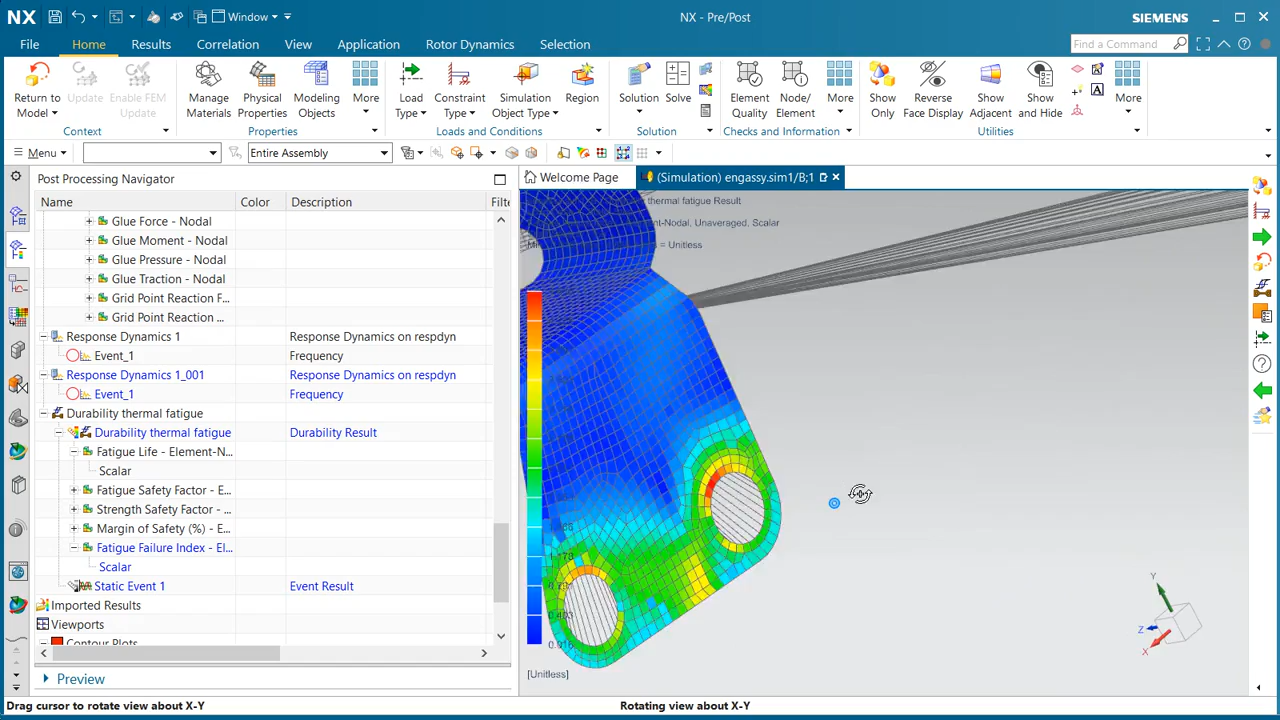 NX Window NX - Pre/Post SIEMENS
File Home Results Correlation View Application Rotor Dynamics Selection Find a Command
Return to Model Update Enable FEM Update Manage Materials Physical Properties Modeling Objects More Load Type Constraint Type Simulation Object Type Region Solution Solve Element Quality Node/Element More Show Only Reverse Face Display Show Adjacent Show and Hide More
Context Properties Loads and Conditions Solution Checks and Information Utilities
Menu Entire Assembly
Post Processing Navigator Welcome Page (Simulation) engassy.sim1/B;1
Name Color Description Filte
thermal fatigue Result
Glue Force - Nodal
nt-Nodal, Unaveraged, Scalar
Glue Moment - Nodal
= Unitless
Glue Pressure - Nodal
Glue Traction - Nodal
Grid Point Reaction F...
Grid Point Reaction ...
Response Dynamics 1 Response Dynamics on respdyn
Event_1 Frequency
Response Dynamics 1_001 Response Dynamics on respdyn
Event_1 Frequency
Durability thermal fatigue
Durability thermal fatigue Durability Result
Fatigue Life - Element-N...
Scalar
Fatigue Safety Factor - E...
Strength Safety Factor - E...
Margin of Safety (%) - E...
Fatigue Failure Index - El...
Scalar
Static Event 1 Event Result
Imported Results
Viewports
Contour Plots
0.016
[Unitless]
Preview
Y
Z
X
Drag cursor to rotate view about X-Y Rotating view about X-Y